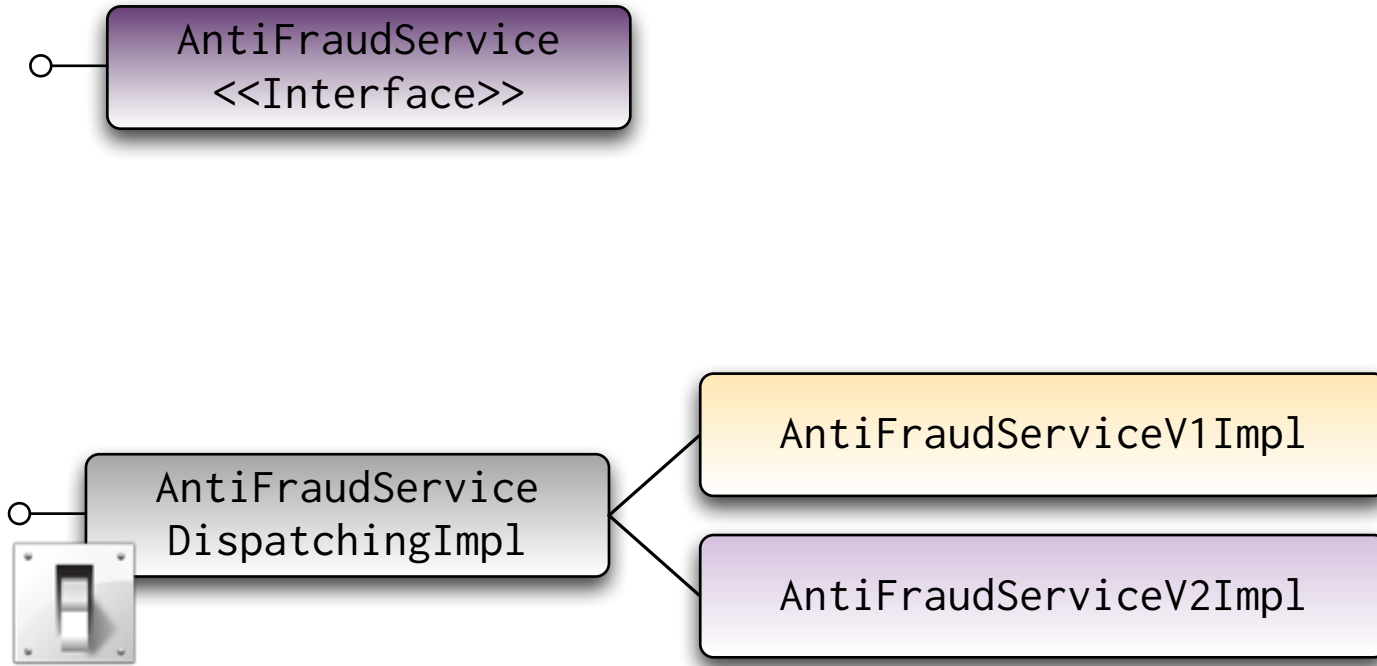 AntiFraudService
<<Interface>>
AntiFraudService
DispatchingImpl
AntiFraudServiceV1Impl
AntiFraudServiceV2Impl